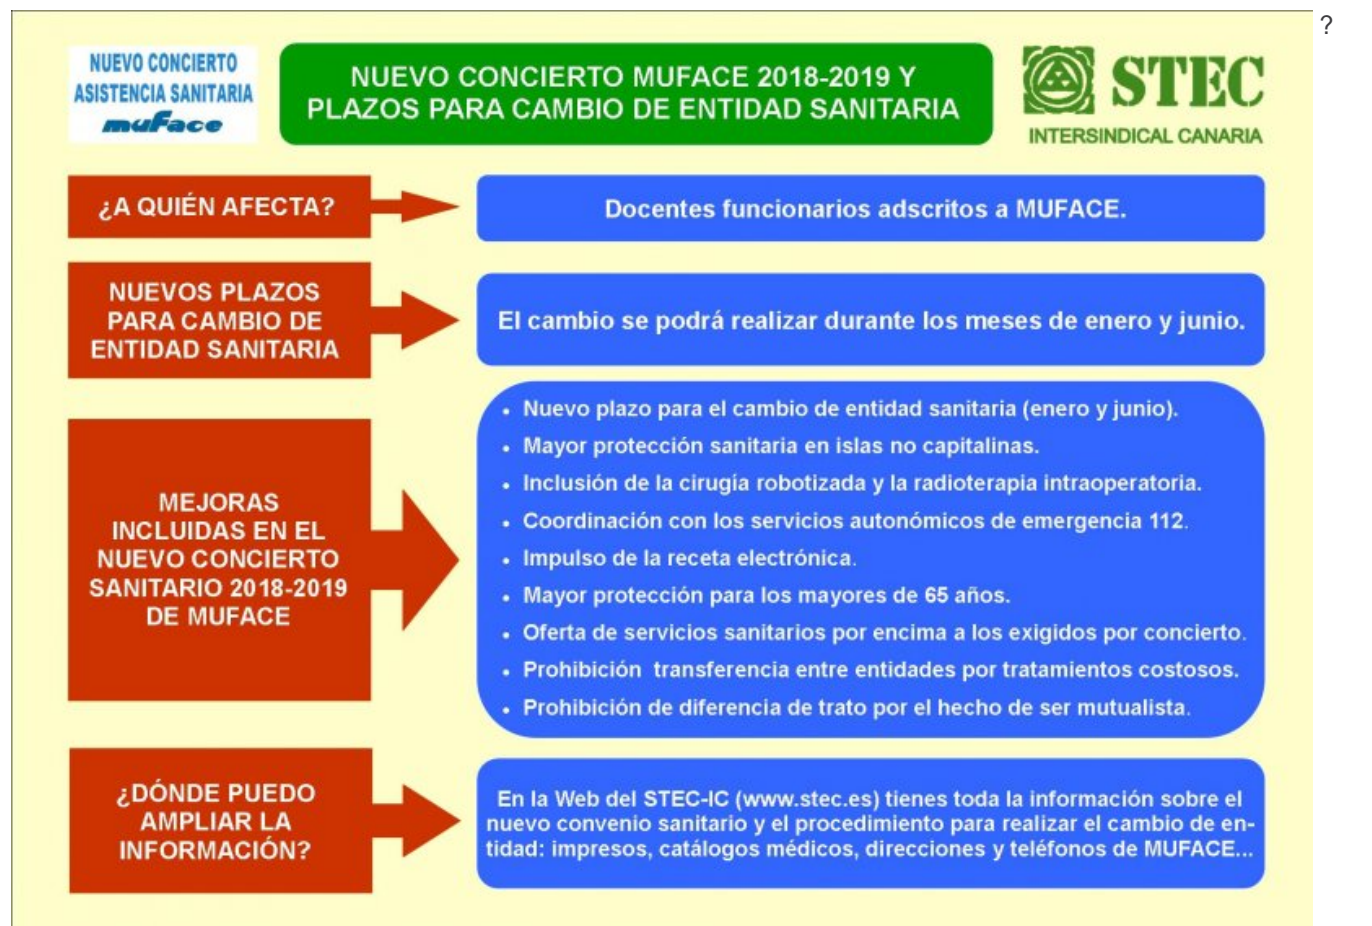 ?
NUEVO CONCIERTO
ASISTENCIA SANITARIA
muface
NUEVO CONCIERTO MUFACE 2018-2019 Y
PLAZOS PARA CAMBIO DE ENTIDAD SANITARIA
STEC
INTERSINDICAL CANARIA
¿A QUIÉN AFECTA?
Docentes funcionarios adscritos a MUFACE.
NUEVOS PLAZOS
PARA CAMBIO DE
ENTIDAD SANITARIA
El cambio se podrá realizar durante los meses de enero y junio.
MEJORAS
INCLUIDAS EN EL
NUEVO CONCIERTO
SANITARIO 2018-2019
DE MUFACE
• Nuevo plazo para el cambio de entidad sanitaria (enero y junio).
• Mayor protección sanitaria en islas no capitalinas.
• Inclusión de la cirugía robotizada y la radioterapia intraoperatoria.
• Coordinación con los servicios autonómicos de emergencia 112.
• Impulso de la receta electrónica.
• Mayor protección para los mayores de 65 años.
• Oferta de servicios sanitarios por encima a los exigidos por concierto.
• Prohibición  transferencia entre entidades por tratamientos costosos.
• Prohibición de diferencia de trato por el hecho de ser mutualista.
¿DÓNDE PUEDO
AMPLIAR LA
INFORMACIÓN?
En la Web del STEC-IC (www.stec.es) tienes toda la información sobre el
nuevo convenio sanitario y el procedimiento para realizar el cambio de en-
tidad: impresos, catálogos médicos, direcciones y teléfonos de MUFACE...